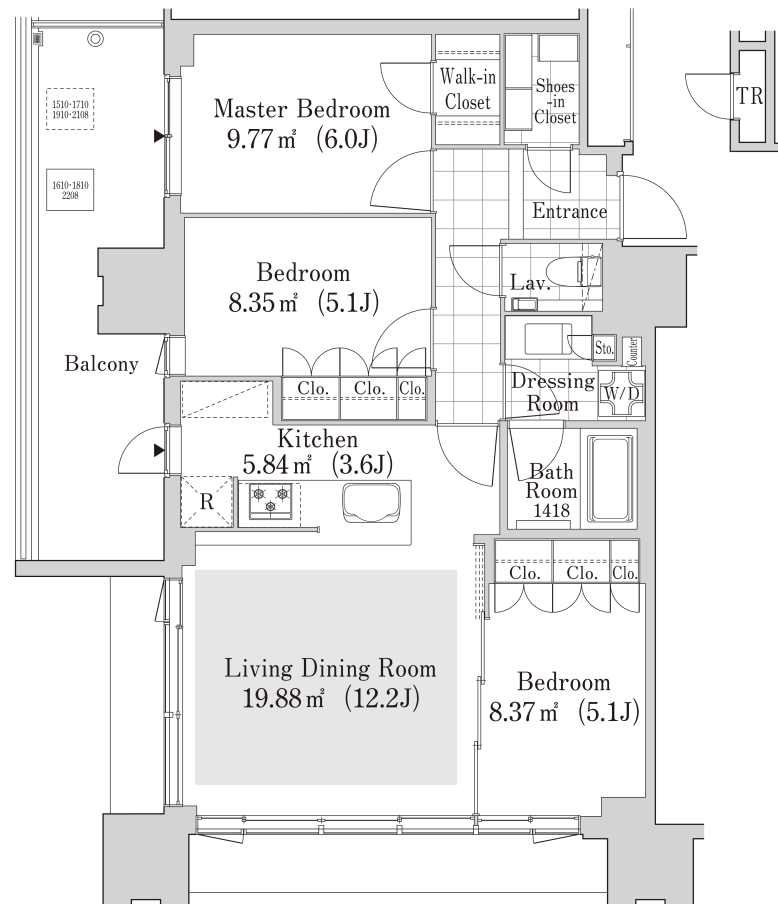 Walk-in
Closet
Shoes
-in
Closet
TR
Master Bedroom
9.77㎡ (6.0J)
1510·1710
1910·2108
1610·1810
2208
Entrance
Bedroom
8.35㎡ (5.1J)
Lav.
Balcony
Sto.
Counter
Clo.
Clo.
Clo.
Dressing
Room
W/D
Kitchen
5.84㎡ (3.6J)
R
Bath
Room
1418
Clo.
Clo.
Clo.
Living Dining Room
19.88㎡ (12.2J)
Bedroom
8.37㎡ (5.1J)